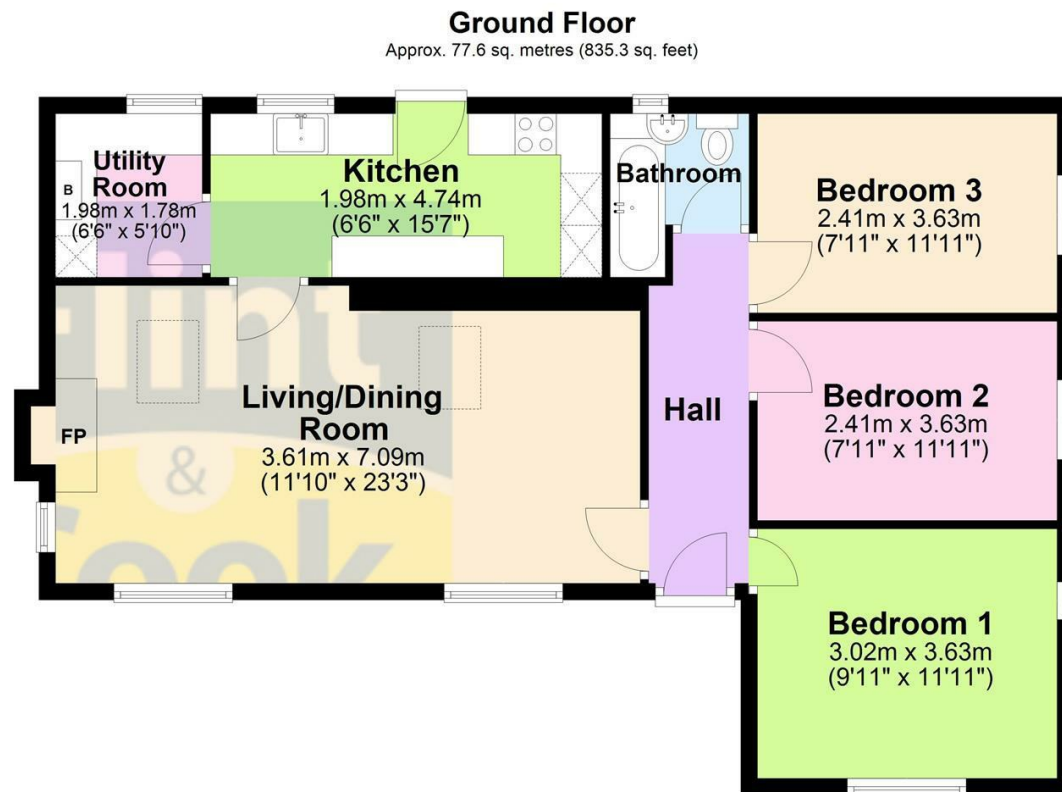 Ground Floor
Approx. 77.6 sq. metres (835.3 sq. feet)
Utility
Room
B
1.98m x 1.78m
(6'6" x 5'10")
Kitchen
1.98m x 4.74m
(6'6" x 15'7")
Bathroom
Bedroom 3
2.41m x 3.63m
(7'11" x 11'11")
Living/Dining
Room
3.61m x 7.09m
(11'10" x 23'3")
FP
Hall
Bedroom 2
2.41m x 3.63m
(7'11" x 11'11")
Bedroom 1
3.02m x 3.63m
(9'11" x 11'11")
Flint
&
Cook